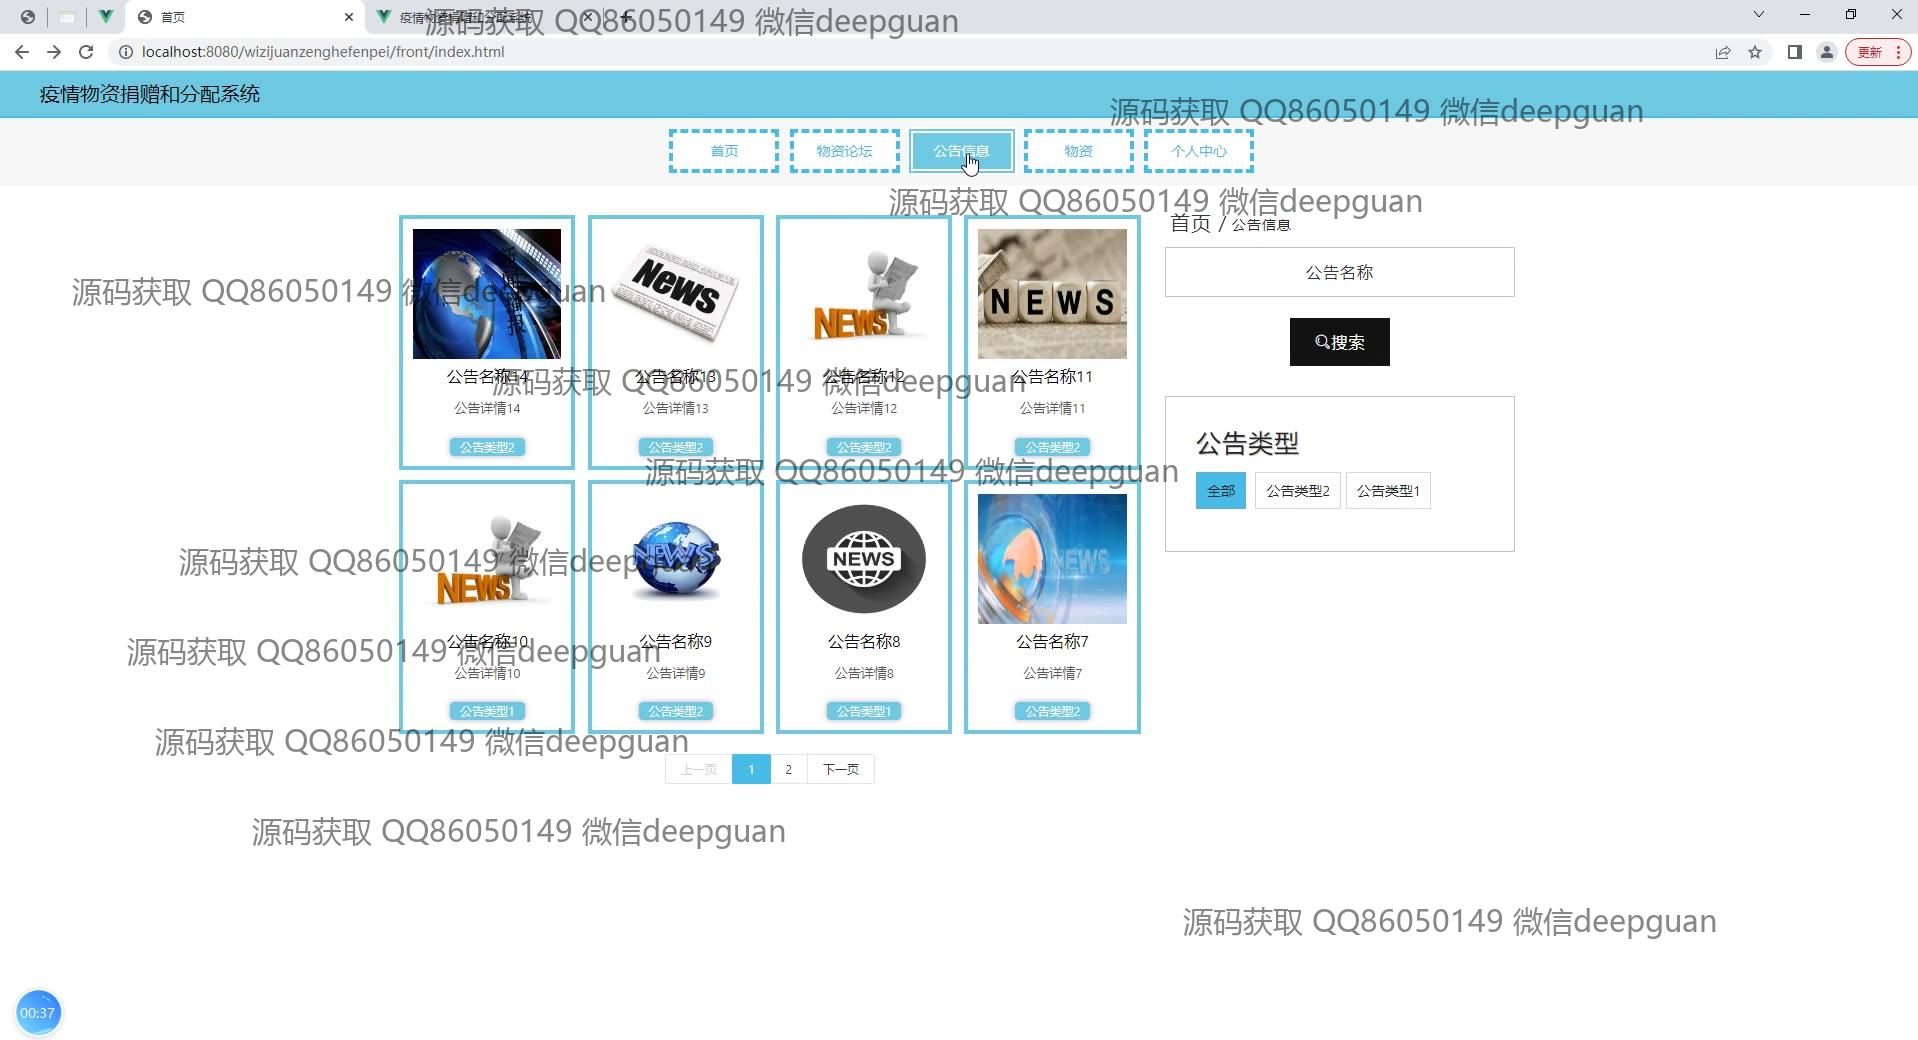 首页
疫情物资捐赠和分配系统
源码获取 QQ86050149 微信deepguan
localhost:8080/wizijuanzenghefenpei/front/index.html
更新
疫情物资捐赠和分配系统
源码获取 QQ86050149 微信deepguan
首页 物资论坛 公告信息 物资 个人中心
源码获取 QQ86050149 微信deepguan
首页 / 公告信息
公告名称
搜索
源码获取 QQ86050149 微信deepguan
News
NEWS
NEWS
公告名称14 公告名称13 公告名称12 公告名称11
源码获取 QQ86050149 微信deepguan
公告详情14 公告详情13 公告详情12 公告详情11
公告类型2 公告类型2 公告类型2 公告类型2
公告类型
全部 公告类型2 公告类型1
源码获取 QQ86050149 微信deepguan
NEWS
NEWS
NEWS
NEWS
源码获取 QQ86050149 微信deepguan
公告名称10 公告名称9 公告名称8 公告名称7
源码获取 QQ86050149 微信deepguan
公告详情10 公告详情9 公告详情8 公告详情7
公告类型1 公告类型2 公告类型1 公告类型2
源码获取 QQ86050149 微信deepguan
上一页 1 2 下一页
源码获取 QQ86050149 微信deepguan
源码获取 QQ86050149 微信deepguan
00:37